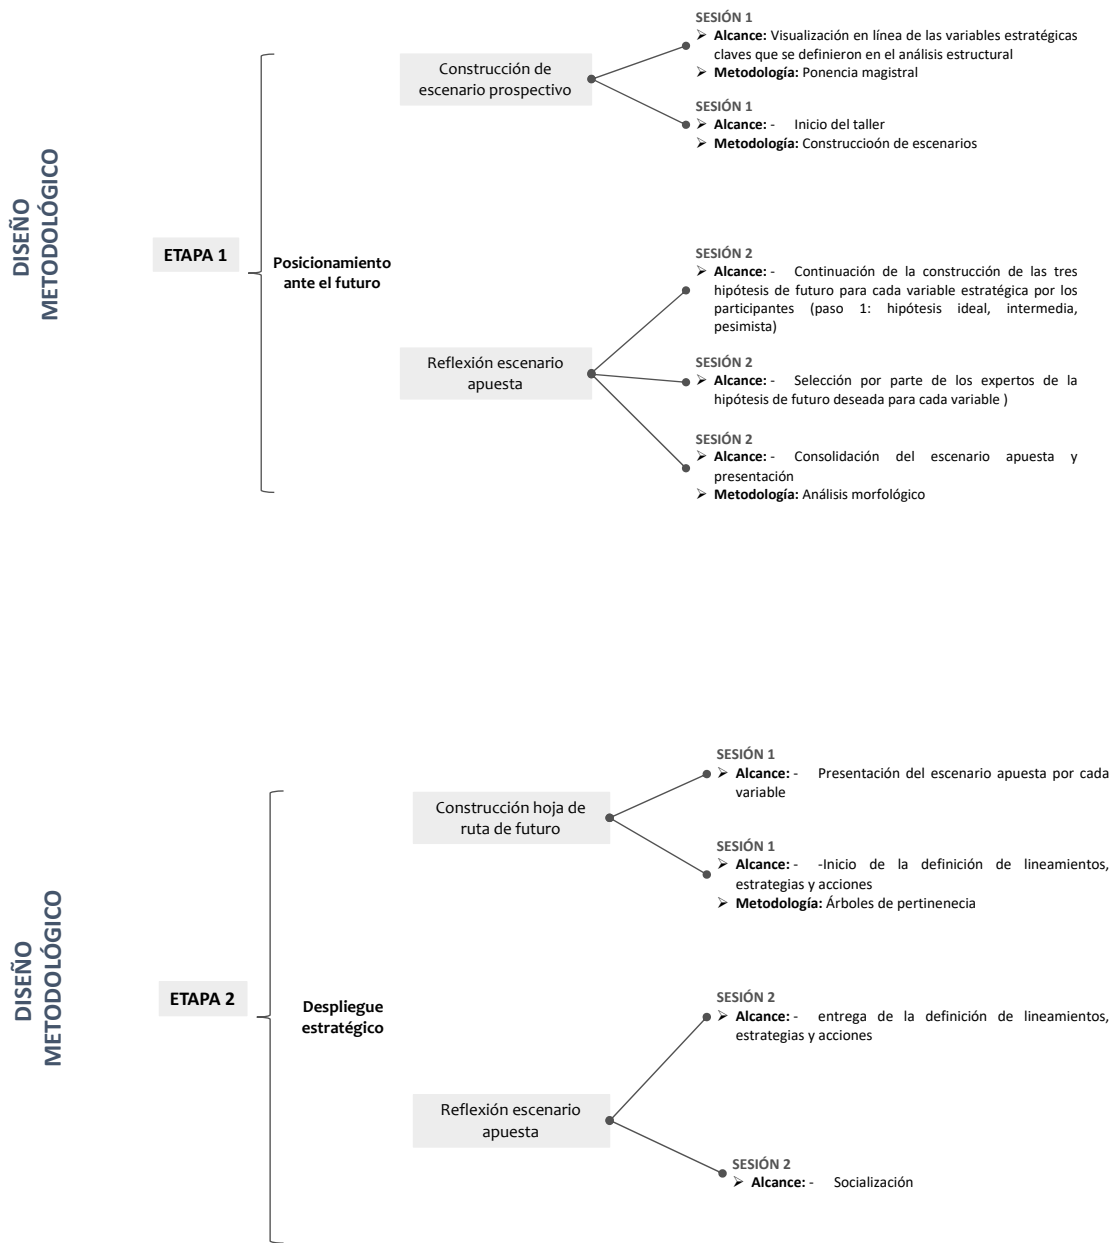 DISEÑO
METODOLÓGICO
ETAPA 1
Posicionamiento
ante el futuro
Construcción de
escenario prospectivo
SESIÓN 1
➢ Alcance: Visualización en línea de las variables estratégicas
claves que se definieron en el análisis estructural
➢ Metodología: Ponencia magistral
SESIÓN 1
➢ Alcance: - Inicio del taller
➢ Metodología: Construccioón de escenarios
Reflexión escenario
apuesta
SESIÓN 2
➢ Alcance: - Continuación de la construcción de las tres
hipótesis de futuro para cada variable estratégica por los
participantes (paso 1: hipótesis ideal, intermedia,
pesimista)
SESIÓN 2
➢ Alcance: - Selección por parte de los expertos de la
hipótesis de futuro deseada para cada variable )
SESIÓN 2
➢ Alcance: - Consolidación del escenario apuesta y
presentación
➢ Metodología: Análisis morfológico
DISEÑO
METODOLÓGICO
ETAPA 2
Despliegue
estratégico
Construcción hoja de
ruta de futuro
SESIÓN 1
➢ Alcance: - Presentación del escenario apuesta por cada
variable
SESIÓN 1
➢ Alcance: - -Inicio de la definición de lineamientos,
estrategias y acciones
➢ Metodología: Árboles de pertinenecia
Reflexión escenario
apuesta
SESIÓN 2
➢ Alcance: - entrega de la definición de lineamientos,
estrategias y acciones
SESIÓN 2
➢ Alcance: - Socialización